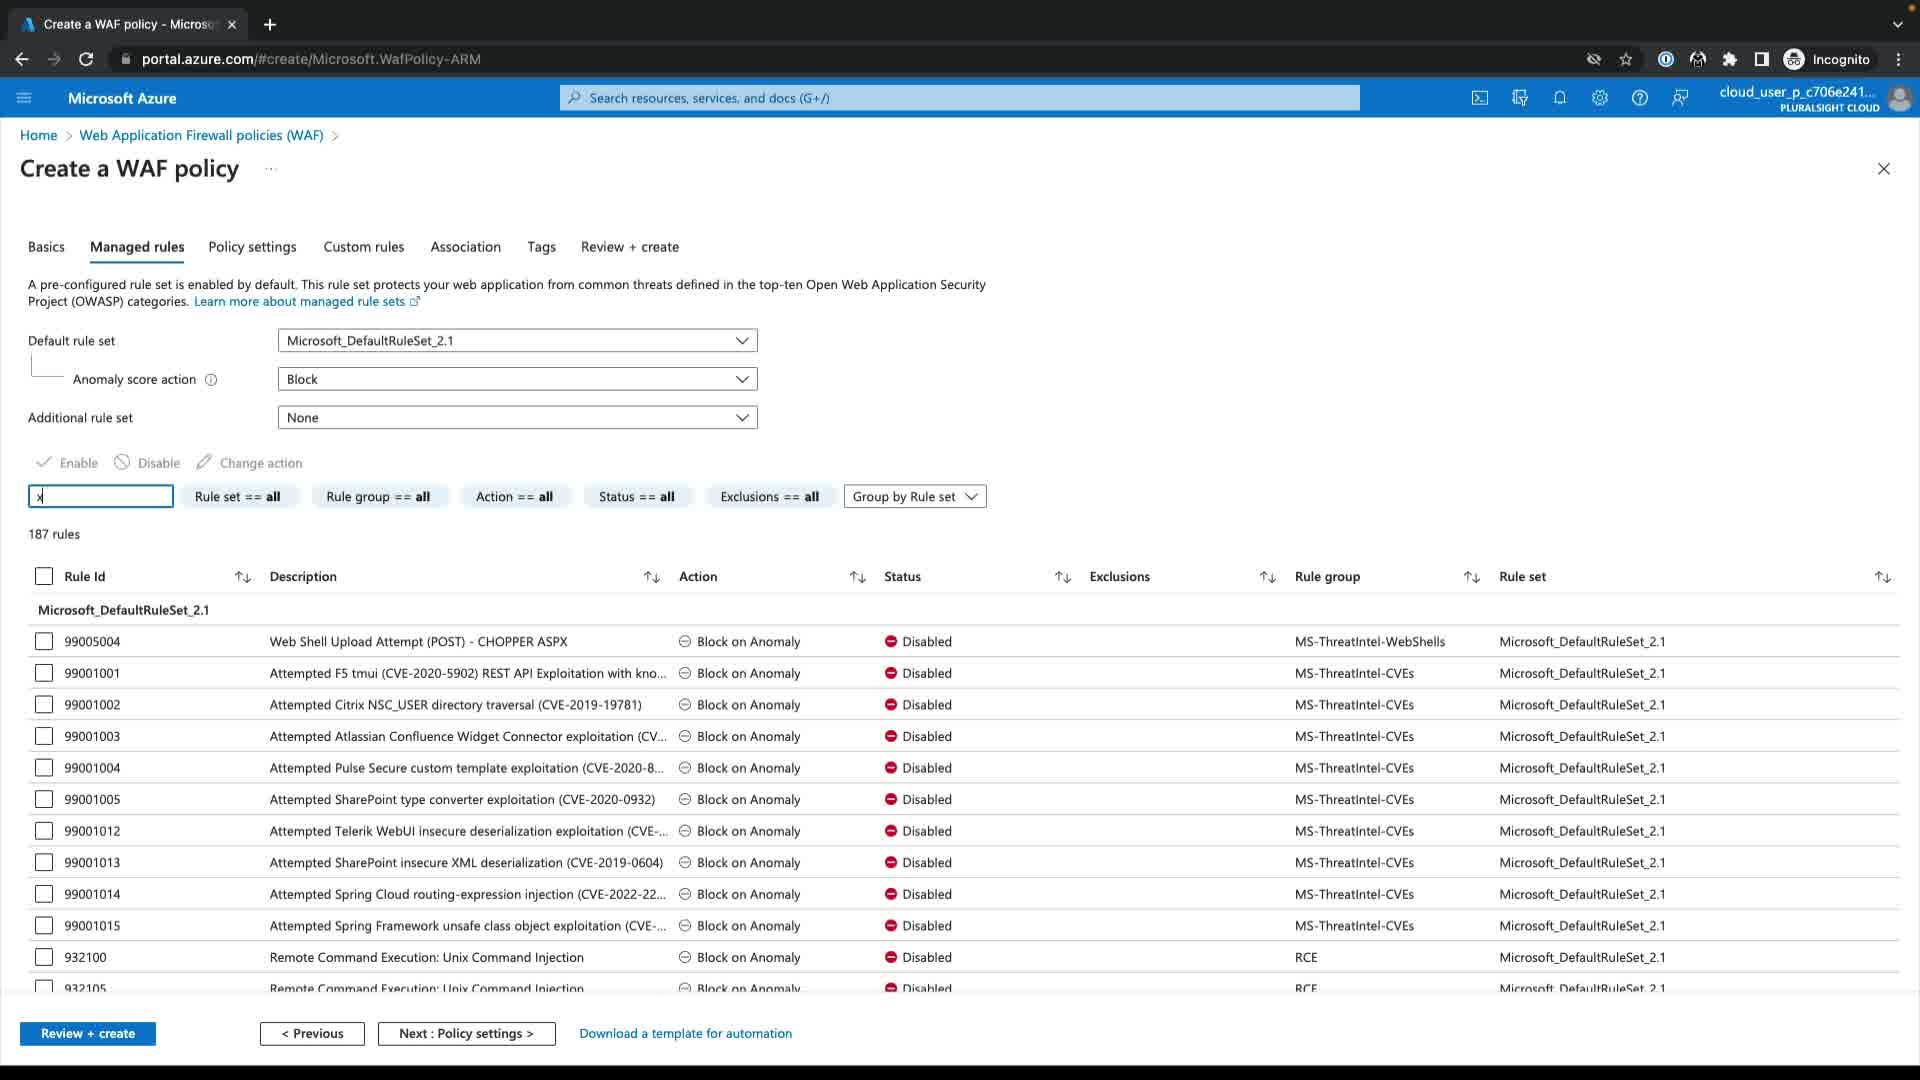 Create a WAF policy - Micros
portal.azure.com/#create/Microsoft.WafPolicy-ARM
Incognito
Microsoft Azure
Search resources, services, and docs (G+/)
cloud_user_p_c706e241...
PLURALSIGHT CLOUD
Home > Web Application Firewall policies (WAF) >
Create a WAF policy ...
Basics Managed rules Policy settings Custom rules Association Tags Review + create
A pre-configured rule set is enabled by default. This rule set protects your web application from common threats defined in the top-ten Open Web Application Security
Project (OWASP) categories. Learn more about managed rule sets
Default rule set Microsoft_DefaultRuleSet_2.1
Anomaly score action Block
Additional rule set None
Enable Disable Change action
x Rule set == all Rule group == all Action == all Status == all Exclusions == all Group by Rule set
187 rules
Rule Id Description Action Status Exclusions Rule group Rule set
Microsoft_DefaultRuleSet_2.1
99005004 Web Shell Upload Attempt (POST) - CHOPPER ASPX Block on Anomaly Disabled MS-ThreatIntel-WebShells Microsoft_DefaultRuleSet_2.1
99001001 Attempted F5 tmui (CVE-2020-5902) REST API Exploitation with kno... Block on Anomaly Disabled MS-ThreatIntel-CVEs Microsoft_DefaultRuleSet_2.1
99001002 Attempted Citrix NSC_USER directory traversal (CVE-2019-19781) Block on Anomaly Disabled MS-ThreatIntel-CVEs Microsoft_DefaultRuleSet_2.1
99001003 Attempted Atlassian Confluence Widget Connector exploitation (CV... Block on Anomaly Disabled MS-ThreatIntel-CVEs Microsoft_DefaultRuleSet_2.1
99001004 Attempted Pulse Secure custom template exploitation (CVE-2020-8... Block on Anomaly Disabled MS-ThreatIntel-CVEs Microsoft_DefaultRuleSet_2.1
99001005 Attempted SharePoint type converter exploitation (CVE-2020-0932) Block on Anomaly Disabled MS-ThreatIntel-CVEs Microsoft_DefaultRuleSet_2.1
99001012 Attempted Telerik WebUI insecure deserialization exploitation (CVE-... Block on Anomaly Disabled MS-ThreatIntel-CVEs Microsoft_DefaultRuleSet_2.1
99001013 Attempted SharePoint insecure XML deserialization (CVE-2019-0604) Block on Anomaly Disabled MS-ThreatIntel-CVEs Microsoft_DefaultRuleSet_2.1
99001014 Attempted Spring Cloud routing-expression injection (CVE-2022-22... Block on Anomaly Disabled MS-ThreatIntel-CVEs Microsoft_DefaultRuleSet_2.1
99001015 Attempted Spring Framework unsafe class object exploitation (CVE-... Block on Anomaly Disabled MS-ThreatIntel-CVEs Microsoft_DefaultRuleSet_2.1
932100 Remote Command Execution: Unix Command Injection Block on Anomaly Disabled RCE Microsoft_DefaultRuleSet_2.1
932105 Remote Command Execution: Unix Command Injection Block on Anomaly Disabled RCE Microsoft_DefaultRuleSet_2.1
Review + create < Previous Next : Policy settings > Download a template for automation